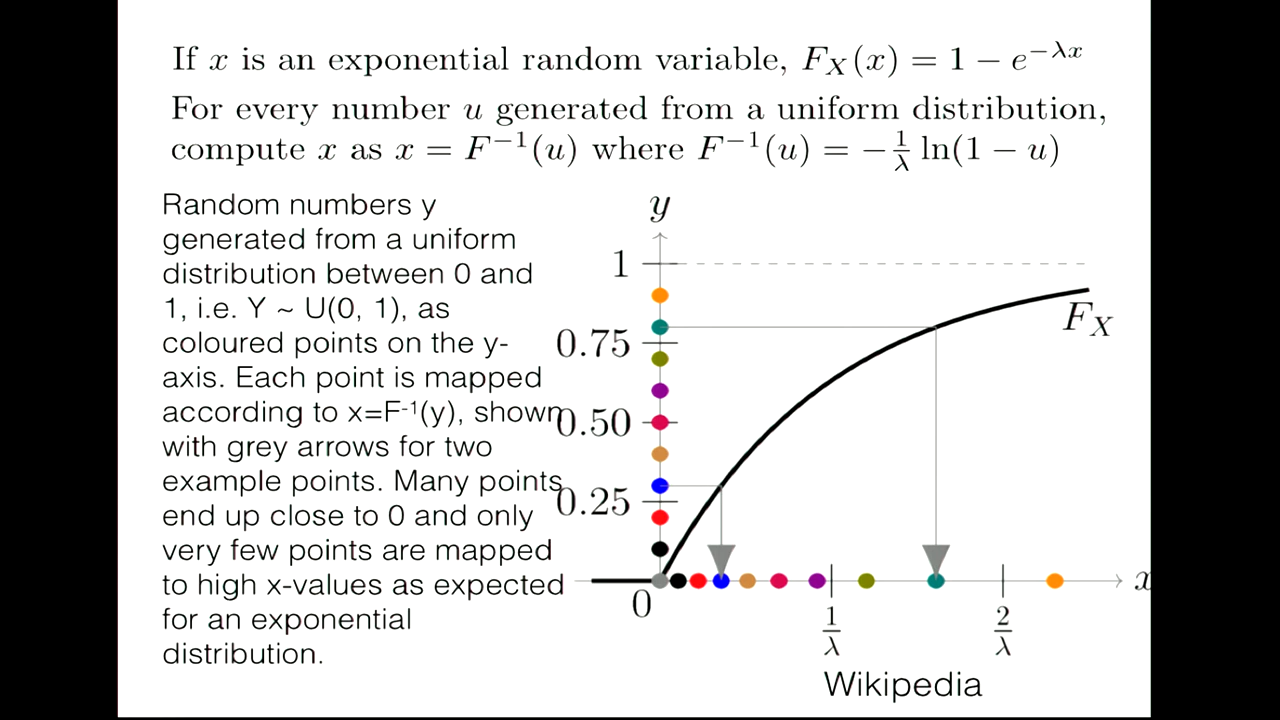 If x is an exponential random variable, F_X(x) = 1 − e^{−λx}
For every number u generated from a uniform distribution,
compute x as x = F^{−1}(u) where F^{−1}(u) = −\frac{1}{λ} ln(1 − u)
Random numbers y
generated from a uniform
distribution between 0 and
1, i.e. Y ~ U(0, 1), as
coloured points on the y-
axis. Each point is mapped
according to x=F⁻¹(y), shown
with grey arrows for two
example points. Many points
end up close to 0 and only
very few points are mapped
to high x-values as expected
for an exponential
distribution.
y
1
0.75
0.50
0.25
0
F_X
x
\frac{1}{λ}
\frac{2}{λ}
Wikipedia